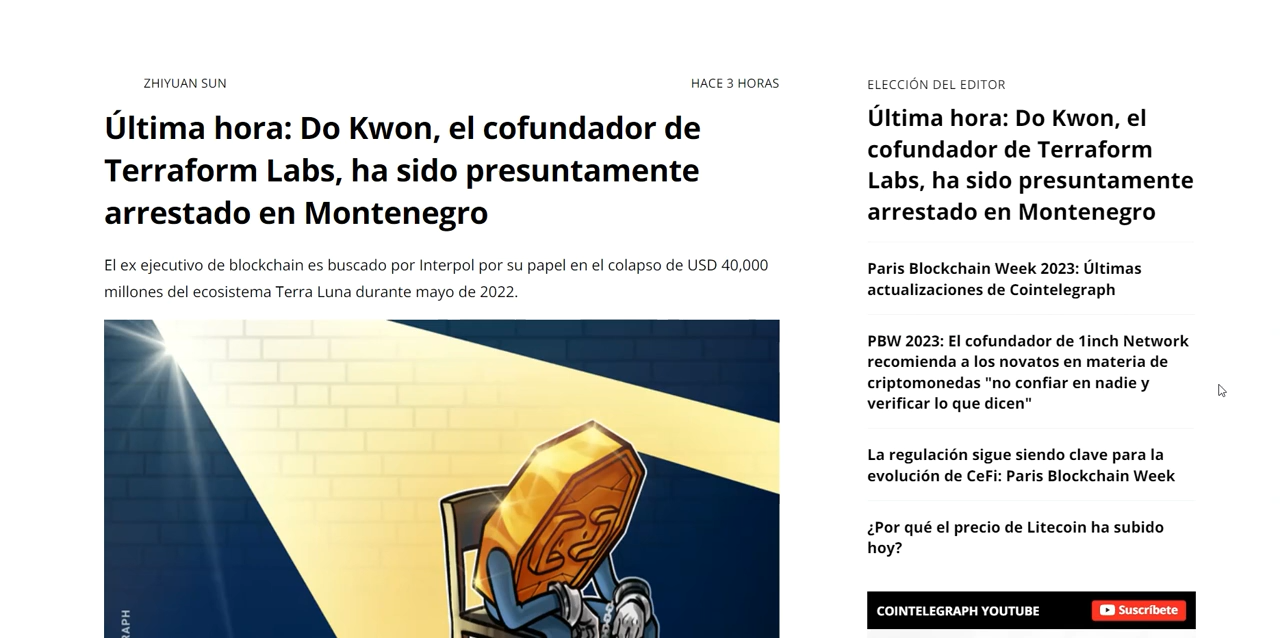 ZHIYUAN SUN
HACE 3 HORAS
Última hora: Do Kwon, el cofundador de
Terraform Labs, ha sido presuntamente
arrestado en Montenegro
El ex ejecutivo de blockchain es buscado por Interpol por su papel en el colapso de USD 40,000
millones del ecosistema Terra Luna durante mayo de 2022.
RAPH
ELECCIÓN DEL EDITOR
Última hora: Do Kwon, el
cofundador de Terraform
Labs, ha sido presuntamente
arrestado en Montenegro
Paris Blockchain Week 2023: Últimas
actualizaciones de Cointelegraph
PBW 2023: El cofundador de 1inch Network
recomienda a los novatos en materia de
criptomonedas "no confiar en nadie y
verificar lo que dicen"
La regulación sigue siendo clave para la
evolución de CeFi: Paris Blockchain Week
¿Por qué el precio de Litecoin ha subido
hoy?
COINTELEGRAPH YOUTUBE
Suscríbete